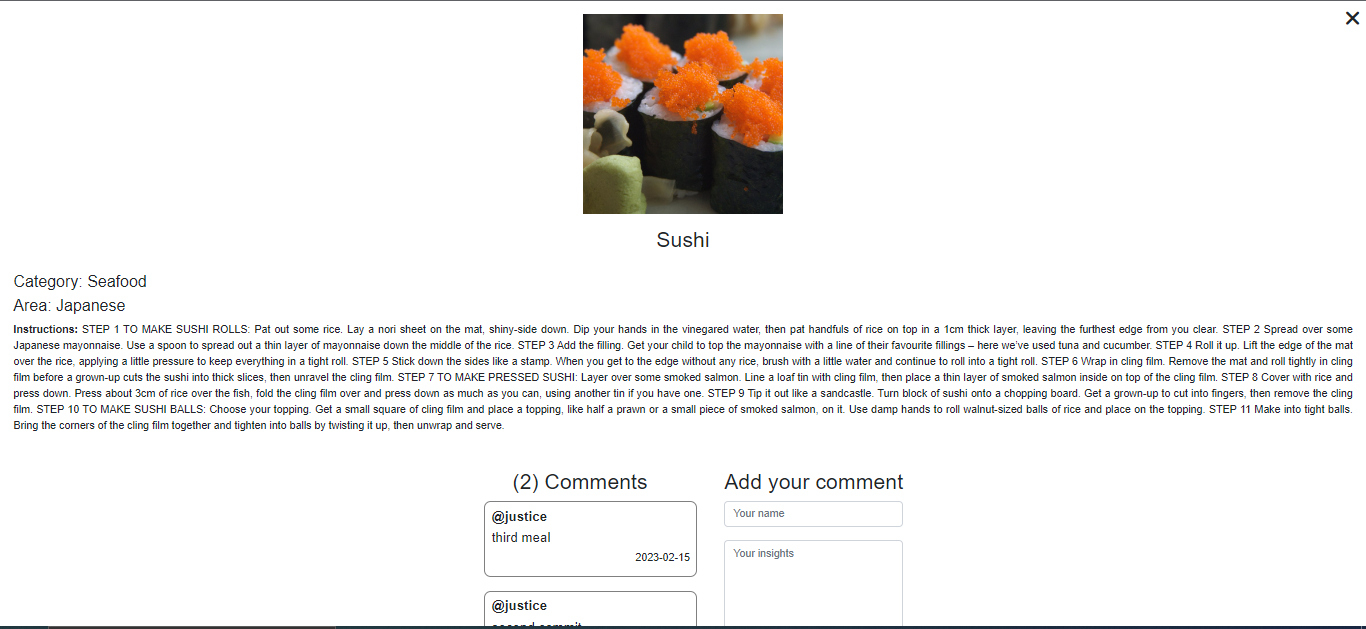 Sushi
Category: Seafood
Area: Japanese
Instructions: STEP 1 TO MAKE SUSHI ROLLS: Pat out some rice. Lay a nori sheet on the mat, shiny-side down. Dip your hands in the vinegared water, then pat handfuls of rice on top in a 1cm thick layer, leaving the furthest edge from you clear. STEP 2 Spread over some
Japanese mayonnaise. Use a spoon to spread out a thin layer of mayonnaise down the middle of the rice. STEP 3 Add the filling. Get your child to top the mayonnaise with a line of their favourite fillings – here we've used tuna and cucumber. STEP 4 Roll it up. Lift the edge of the mat
over the rice, applying a little pressure to keep everything in a tight roll. STEP 5 Stick down the sides like a stamp. When you get to the edge without any rice, brush with a little water and continue to roll into a tight roll. STEP 6 Wrap in cling film. Remove the mat and roll tightly in cling
film before a grown-up cuts the sushi into thick slices, then unravel the cling film. STEP 7 TO MAKE PRESSED SUSHI: Layer over some smoked salmon. Line a loaf tin with cling film, then place a thin layer of smoked salmon inside on top of the cling film. STEP 8 Cover with rice and
press down. Press about 3cm of rice over the fish, fold the cling film over and press down as much as you can, using another tin if you have one. STEP 9 Tip it out like a sandcastle. Turn block of sushi onto a chopping board. Get a grown-up to cut into fingers, then remove the cling
film. STEP 10 TO MAKE SUSHI BALLS: Choose your topping. Get a small square of cling film and place a topping, like half a prawn or a small piece of smoked salmon, on it. Use damp hands to roll walnut-sized balls of rice and place on the topping. STEP 11 Make into tight balls.
Bring the corners of the cling film together and tighten into balls by twisting it up, then unwrap and serve.
(2) Comments
@justice
third meal
2023-02-15
@justice
second commit
Add your comment
Your name
Your insights